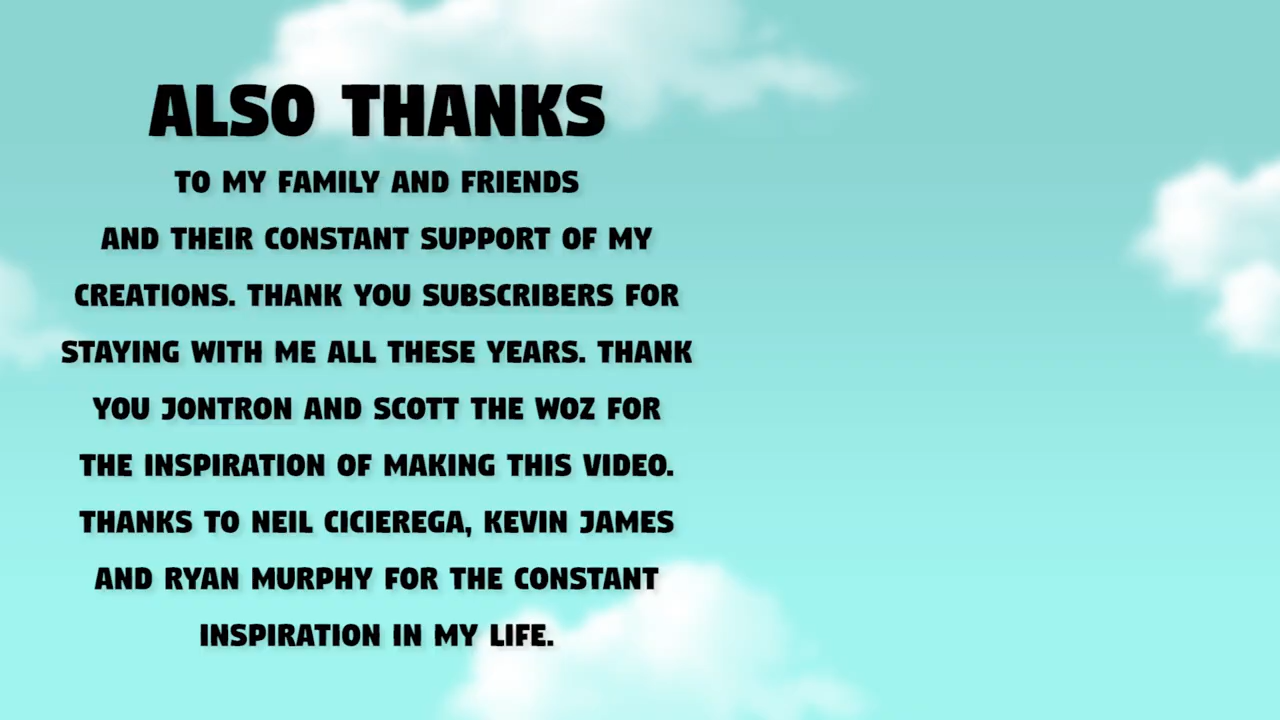 ALSO THANKS
TO MY FAMILY AND FRIENDS
AND THEIR CONSTANT SUPPORT OF MY
CREATIONS. THANK YOU SUBSCRIBERS FOR
STAYING WITH ME ALL THESE YEARS. THANK
YOU JONTRON AND SCOTT THE WOZ FOR
THE INSPIRATION OF MAKING THIS VIDEO.
THANKS TO NEIL CICIEREGA, KEVIN JAMES
AND RYAN MURPHY FOR THE CONSTANT
INSPIRATION IN MY LIFE.